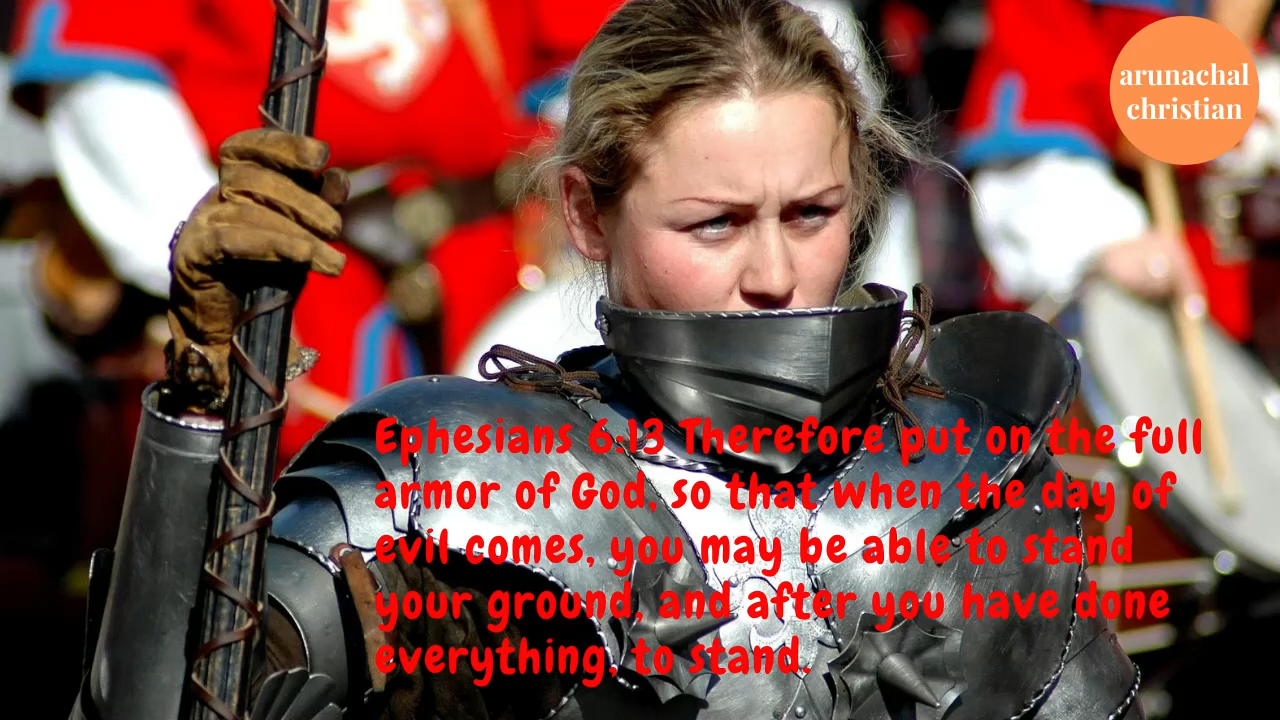 arunachal
christian
Ephesians 6:13 Therefore put on the full
armor of God, so that when the day of
evil comes, you may be able to stand
your ground, and after you have done
everything, to stand.